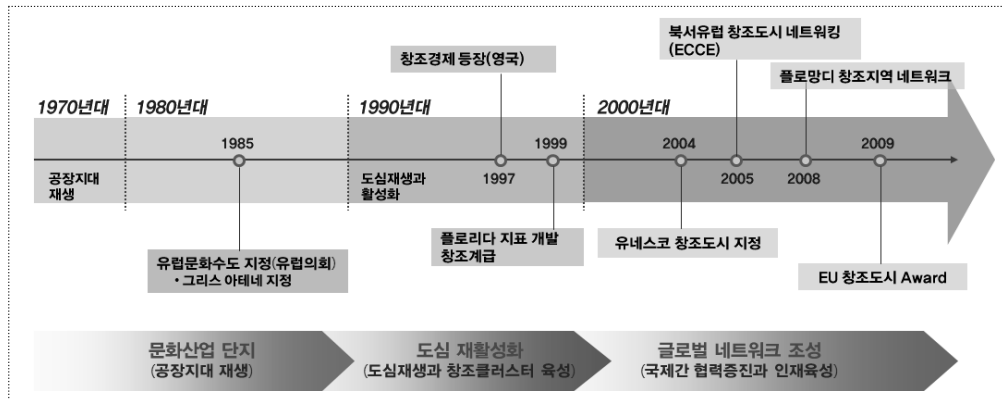 북서유럽 창조도시 네트워킹
(ECCE)
창조경제 등장(영국)
플로망디 창조지역 네트워크
1970년대
1980년대
1990년대
2000년대
1985
1999
2004
2009
공장지대
재생
도심재생과
활성화
1997
2005
2008
유럽문화수도 지정(유럽의회)
• 그리스 아테네 지정
플로리다 지표 개발
창조계급
유네스코 창조도시 지정
EU 창조도시 Award
문화산업 단지
(공장지대 재생)
도심 재활성화
(도심재생과 창조클러스터 육성)
글로벌 네트워크 조성
(국제간 협력증진과 인재육성)